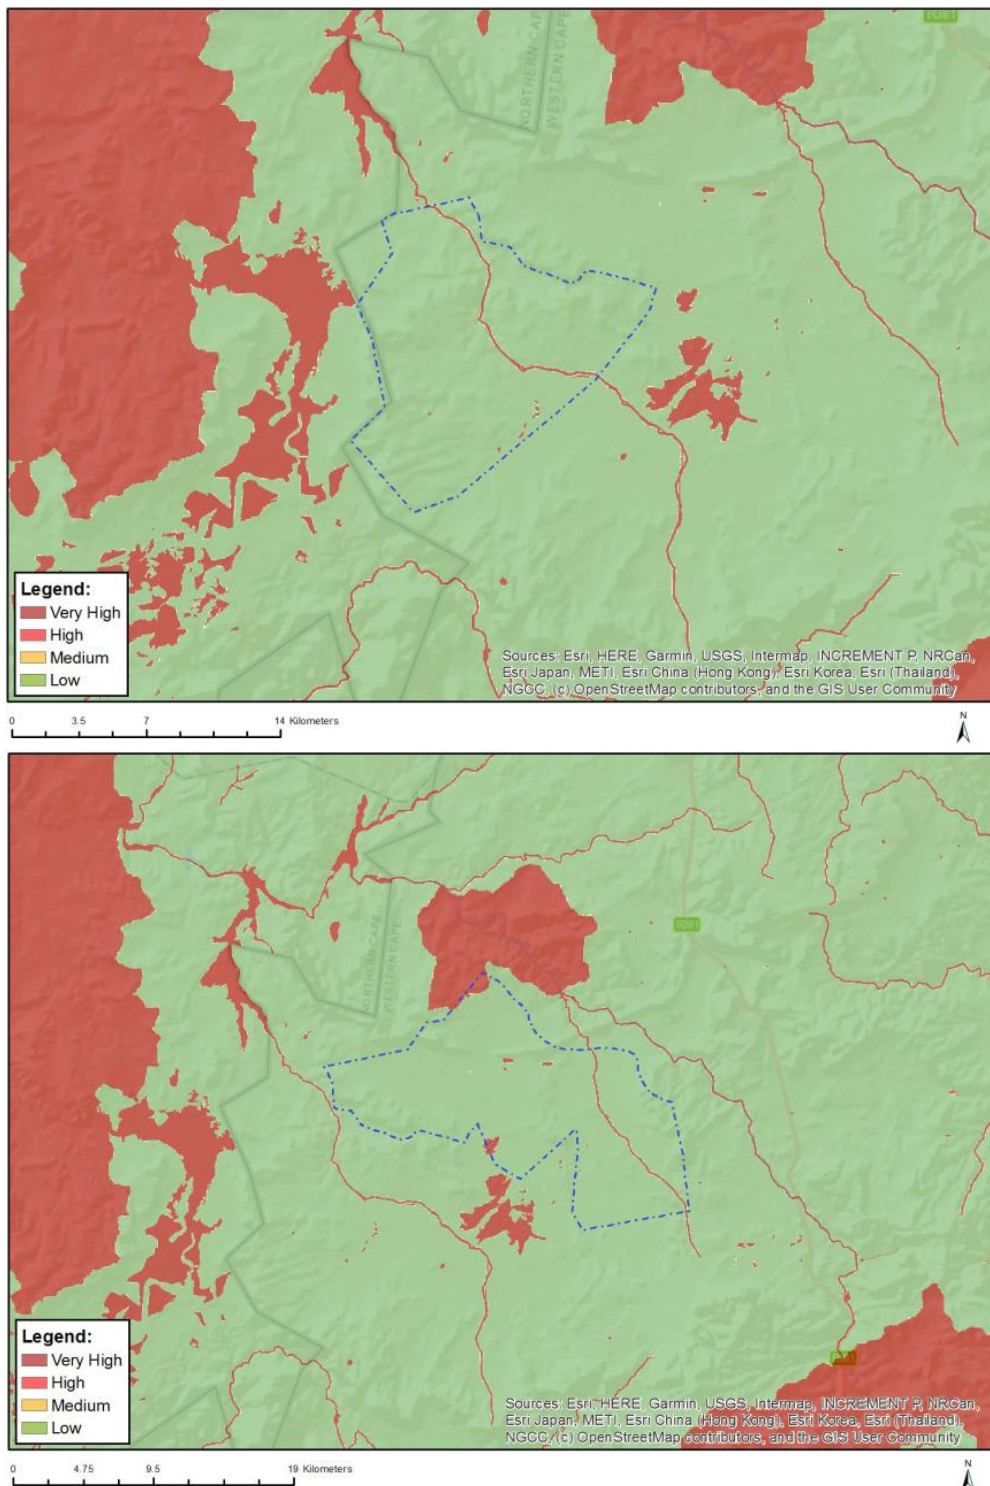 R361
NORTHERN CAPE
WESTERN CAPE
Legend:
Very High
High
Medium
Low
Sources: Esri, HERE, Garmin, USGS, Intermap, INCREMENT P, NRCan,
Esri Japan, METI, Esri China (Hong Kong), Esri Korea, Esri (Thailand),
NGCC, (c) OpenStreetMap contributors, and the GIS User Community
0 3.5 7 14 Kilometers
N
NORTHERN CAPE
WESTERN CAPE
Legend:
Very High
High
Medium
Low
Sources: Esri, HERE, Garmin, USGS, Intermap, INCREMENT P, NRCan,
Esri Japan, METI, Esri China (Hong Kong), Esri Korea, Esri (Thailand),
NGCC, (c) OpenStreetMap contributors, and the GIS User Community
0 4.75 9.5 19 Kilometers
N